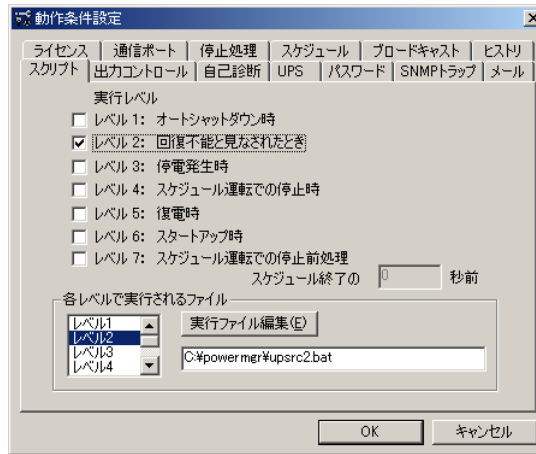 動作条件設定
ライセンス 通信ポート 停止処理 スケジュール ブロードキャスト ヒストリ
スクリプト 出力コントロール 自己診断 UPS パスワード SNMPトラップ メール
実行レベル
レベル 1: オートシャットダウン時
レベル 2: 回復不能と見なされたとき
レベル 3: 停電発生時
レベル 4: スケジュール運転での停止時
レベル 5: 復電時
レベル 6: スタートアップ時
レベル 7: スケジュール運転での停止前処理
スケジュール終了の 0 秒前
各レベルで実行されるファイル
レベル1
レベル2
レベル3
レベル4
実行ファイル編集(E)
C:¥powermgr¥upsrc2.bat
OK キャンセル